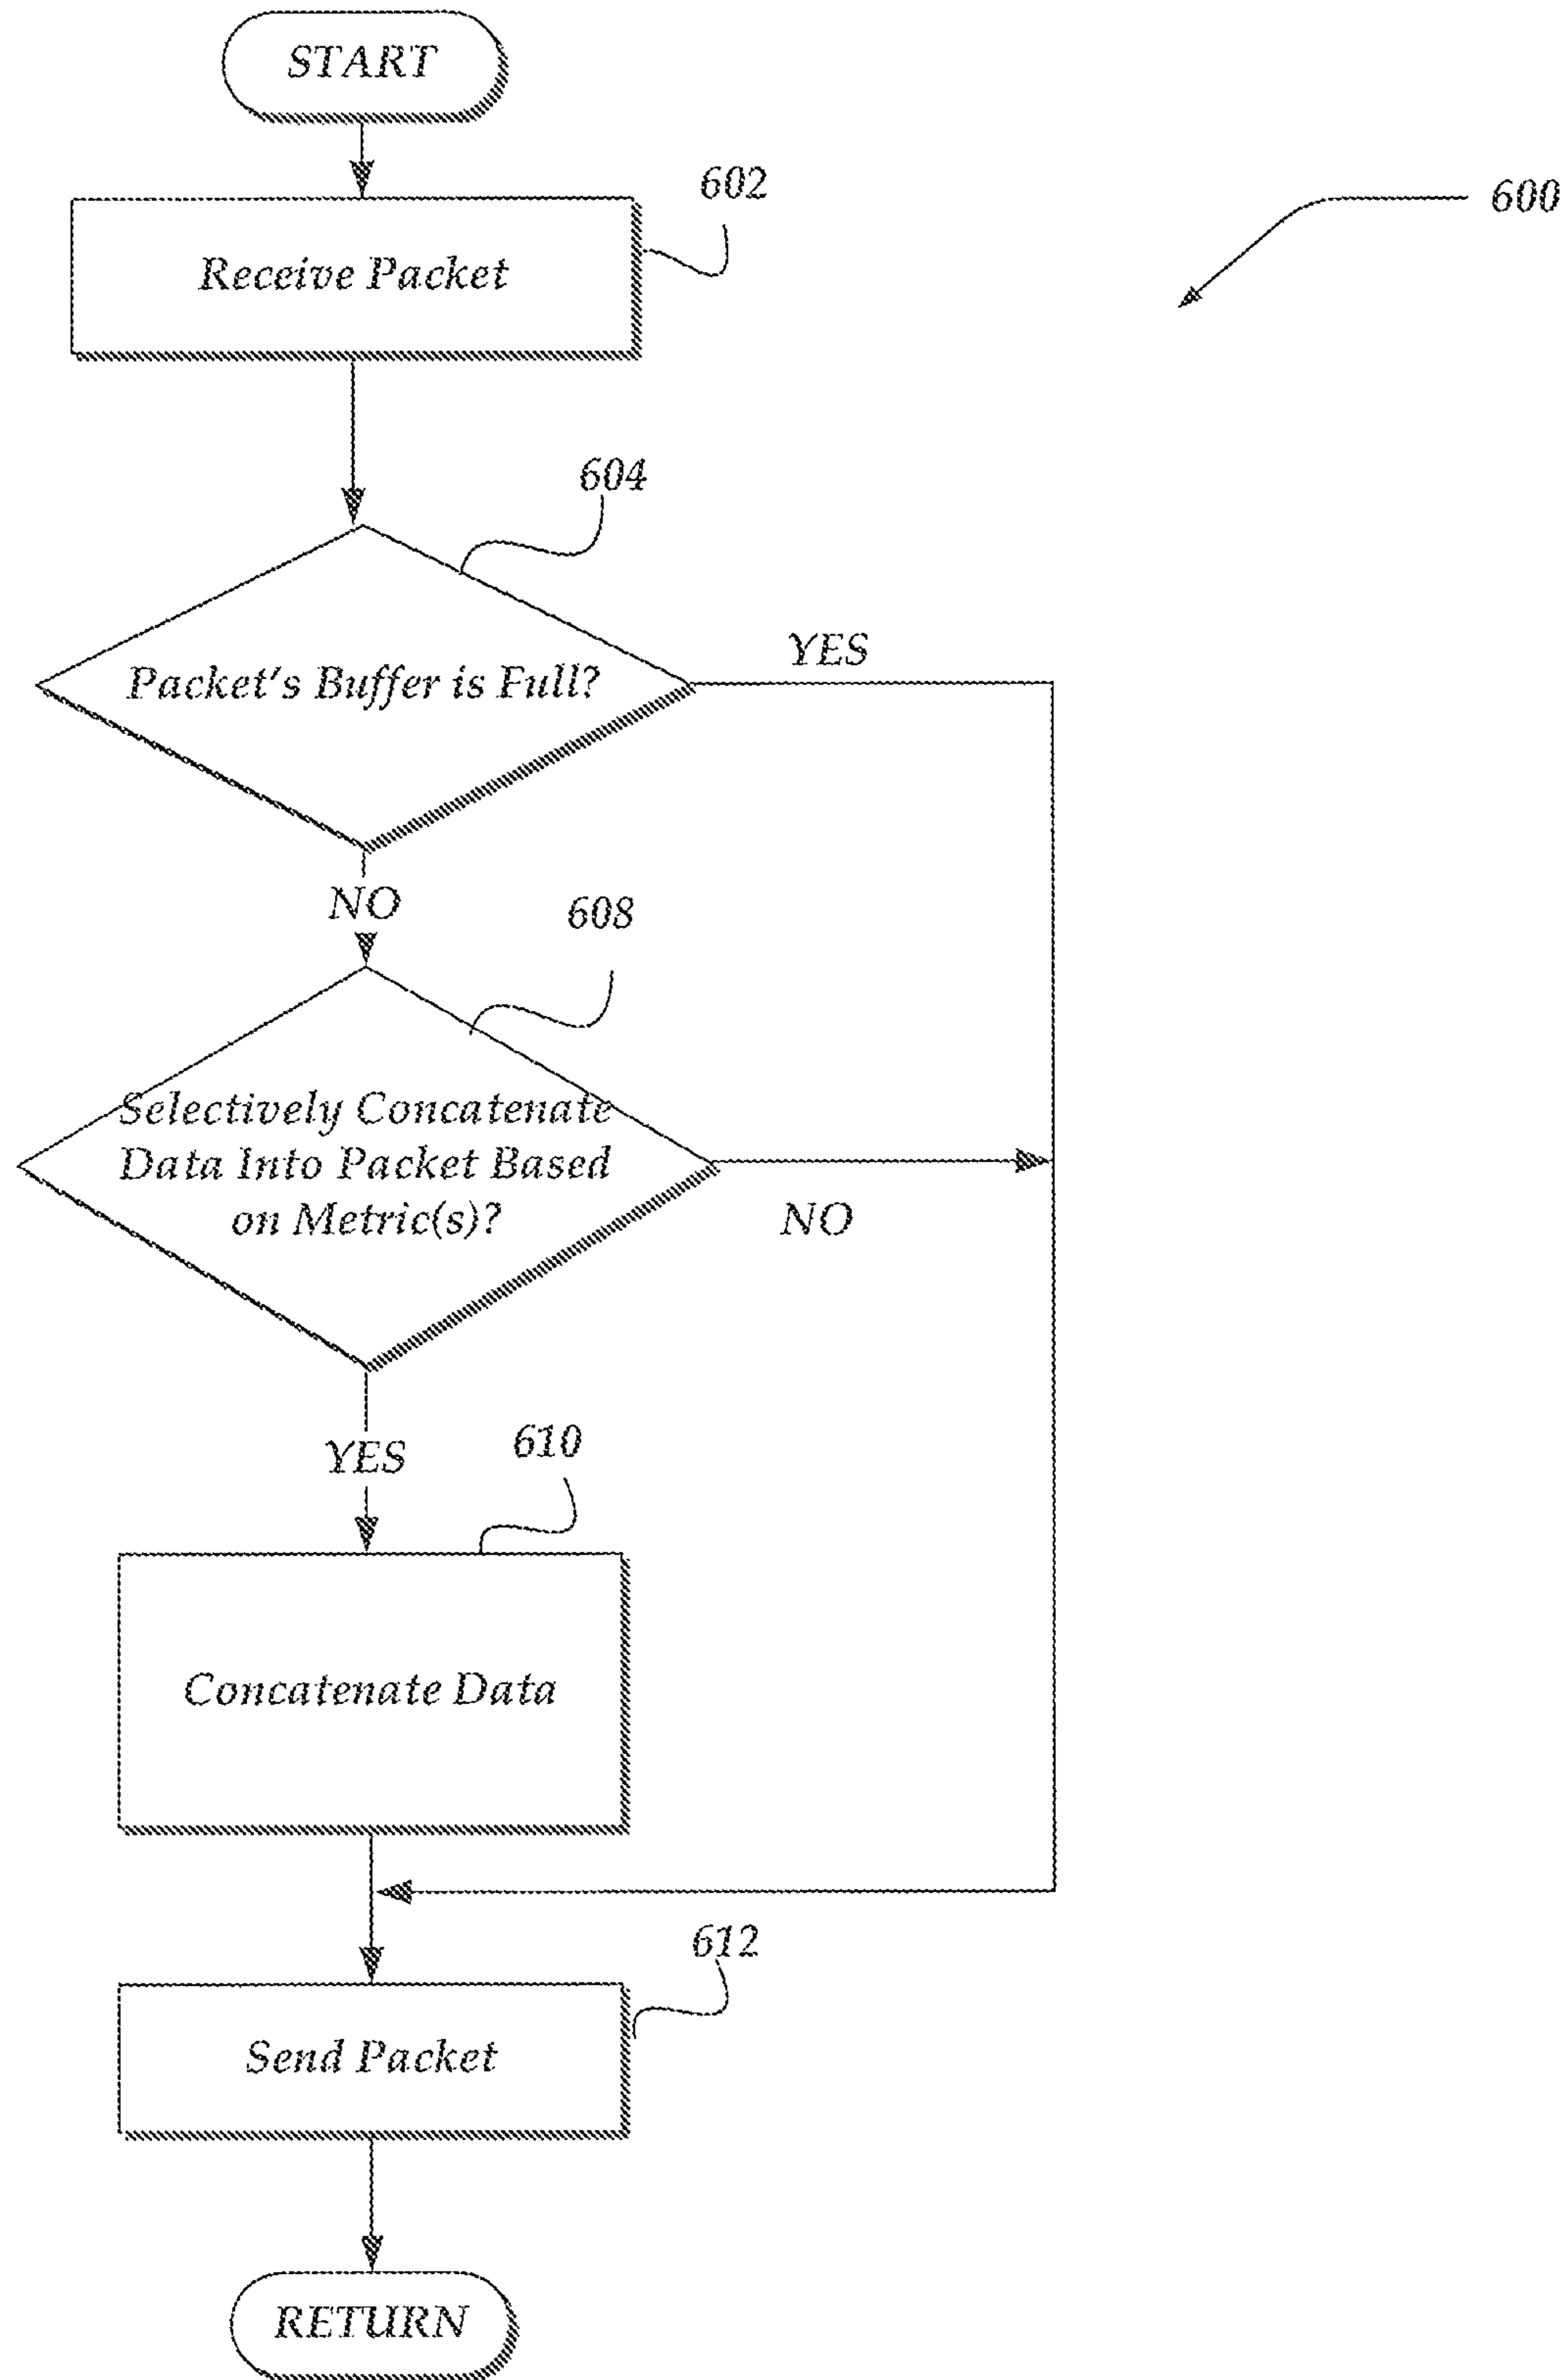 START
602
600
Receive Packet
604
YES
Packet's Buffer is Full?
NO
608
Selectively Concatenate
Data Into Packet Based
on Metric(s)?
NO
YES
610
Concatenate Data
612
Send Packet
RETURN